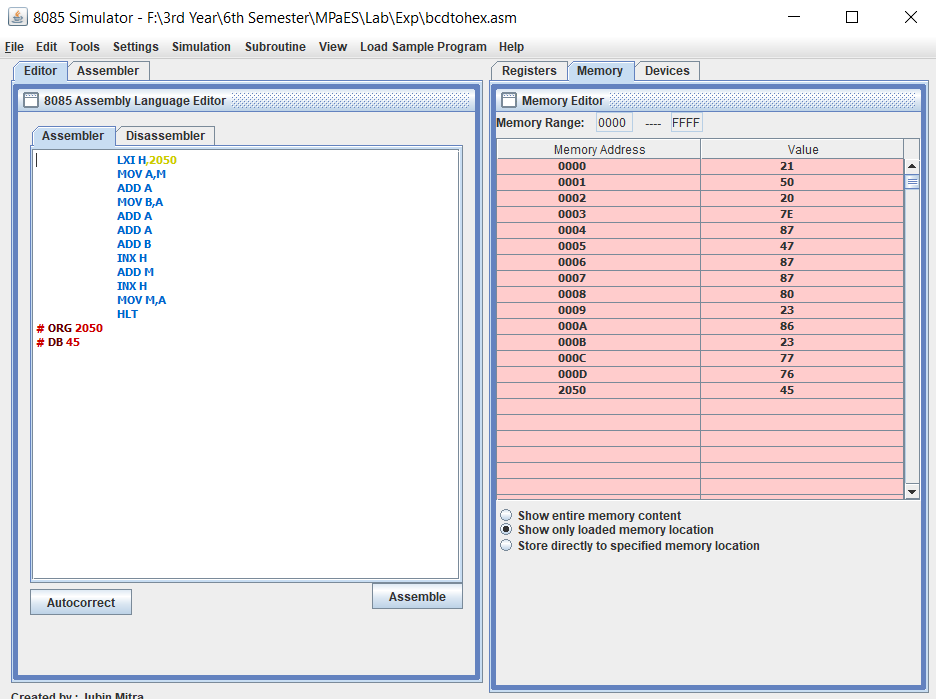 8085 Simulator - F:\3rd Year\6th Semester\MPaES\Lab\Exp\bcdtohex.asm
File Edit Tools Settings Simulation Subroutine View Load Sample Program Help
Editor Assembler
8085 Assembly Language Editor
Assembler Disassembler
LXI H,2050
MOV A,M
ADD A
MOV B,A
ADD A
ADD A
ADD B
INX H
ADD M
INX H
MOV M,A
HLT
# ORG 2050
# DB 45
Autocorrect
Assemble
Registers Memory Devices
Memory Editor
Memory Range: 0000 ---- FFFF
Memory Address Value
0000 21
0001 50
0002 20
0003 7E
0004 87
0005 47
0006 87
0007 87
0008 80
0009 23
000A 86
000B 23
000C 77
000D 76
2050 45
Show entire memory content
Show only loaded memory location
Store directly to specified memory location
Created by : Jubin Mitra